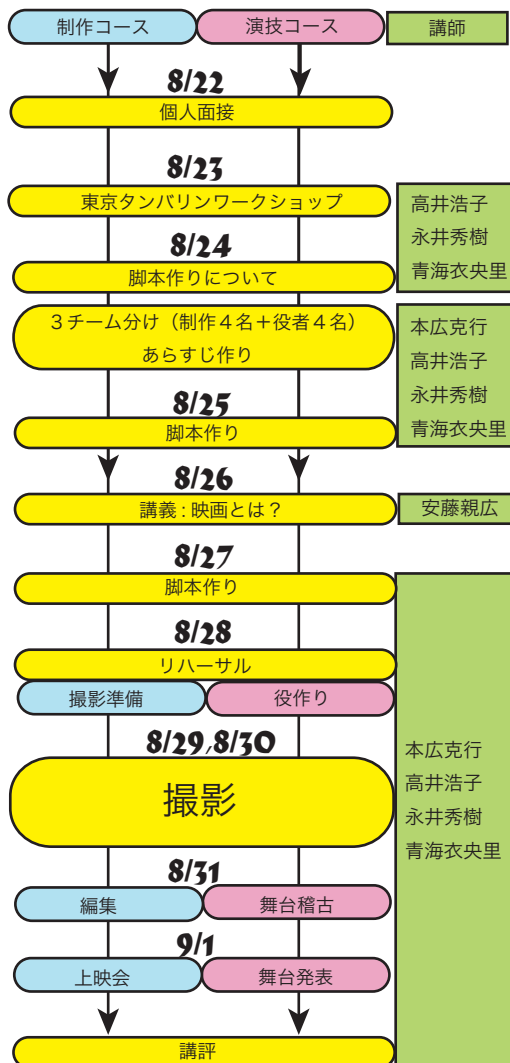 制作コース 演技コース 講師
8/22
個人面接
8/23
東京タンバリンワークショップ
高井浩子
永井秀樹
青海衣央里
8/24
脚本作りについて
3チーム分け(制作4名+役者4名)
あらすじ作り
本広克行
高井浩子
永井秀樹
青海衣央里
8/25
脚本作り
8/26
講義:映画とは?
安藤親広
8/27
脚本作り
8/28
リハーサル
撮影準備 役作り
8/29,8/30
撮影
本広克行
高井浩子
永井秀樹
青海衣央里
8/31
編集 舞台稽古
9/1
上映会 舞台発表
講評